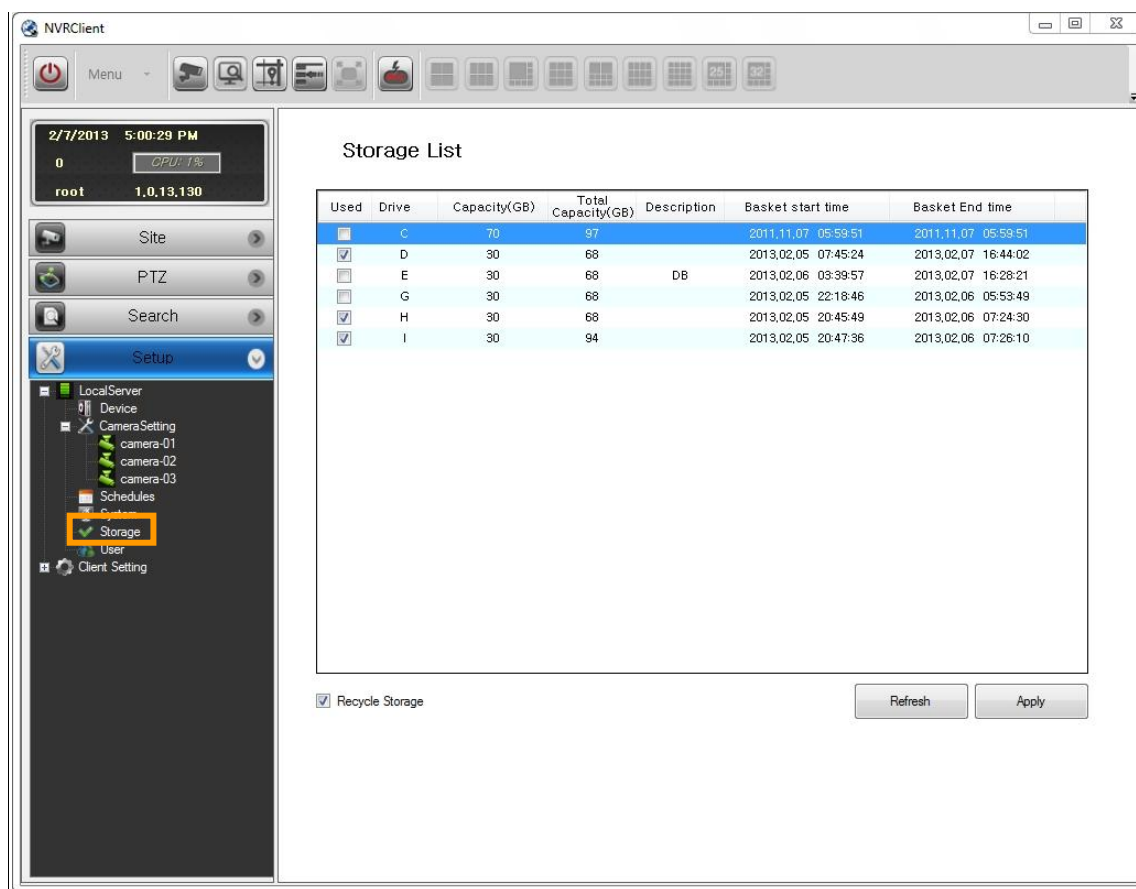 NVRClient
Menu
25 32
2/7/2013 5:00:29 PM
0 CPU: 1%
root 1,0,13,130
Site
PTZ
Search
Setup
LocalServer
Device
CameraSetting
camera-01
camera-02
camera-03
Schedules
System
Storage
User
Client Setting
Storage List
Used Drive Capacity(GB) Total Capacity(GB) Description Basket start time Basket End time
C 70 97 2011,11,07 05:59:51 2011,11,07 05:59:51
D 30 68 2013,02,05 07:45:24 2013,02,07 16:44:02
E 30 68 DB 2013,02,06 03:39:57 2013,02,07 16:28:21
G 30 68 2013,02,05 22:18:46 2013,02,06 05:53:49
H 30 68 2013,02,05 20:45:49 2013,02,06 07:24:30
I 30 94 2013,02,05 20:47:36 2013,02,06 07:26:10
Recycle Storage
Refresh Apply